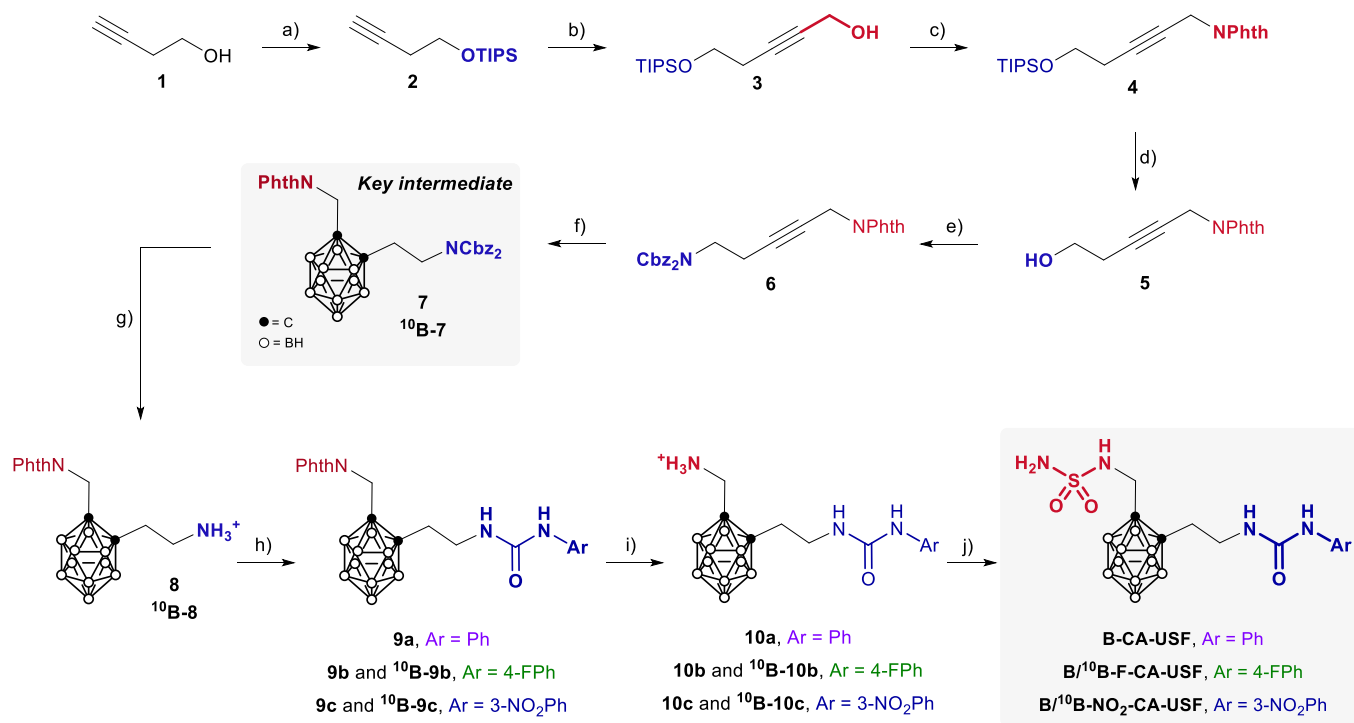 a)
b)
c)
OH
1
OTIPS
2
TIPSO
OH
3
TIPSO
NPhth
4
d)
PhthN
Key intermediate
NCbz₂
7
¹⁰B-7
= C
= BH
f)
Cbz₂N
NPhth
6
e)
HO
NPhth
5
g)
PhthN
NH₃⁺
8
¹⁰B-8
h)
PhthN
H
N
H
N
Ar
O
9a, Ar = Ph
9b and ¹⁰B-9b, Ar = 4-FPh
9c and ¹⁰B-9c, Ar = 3-NO₂Ph
i)
⁺H₃N
H
N
H
N
Ar
O
10a, Ar = Ph
10b and ¹⁰B-10b, Ar = 4-FPh
10c and ¹⁰B-10c, Ar = 3-NO₂Ph
j)
H₂N
H
N
S
O
O
H
N
H
N
Ar
O
B-CA-USF, Ar = Ph
B/¹⁰B-F-CA-USF, Ar = 4-FPh
B/¹⁰B-NO₂-CA-USF, Ar = 3-NO₂Ph